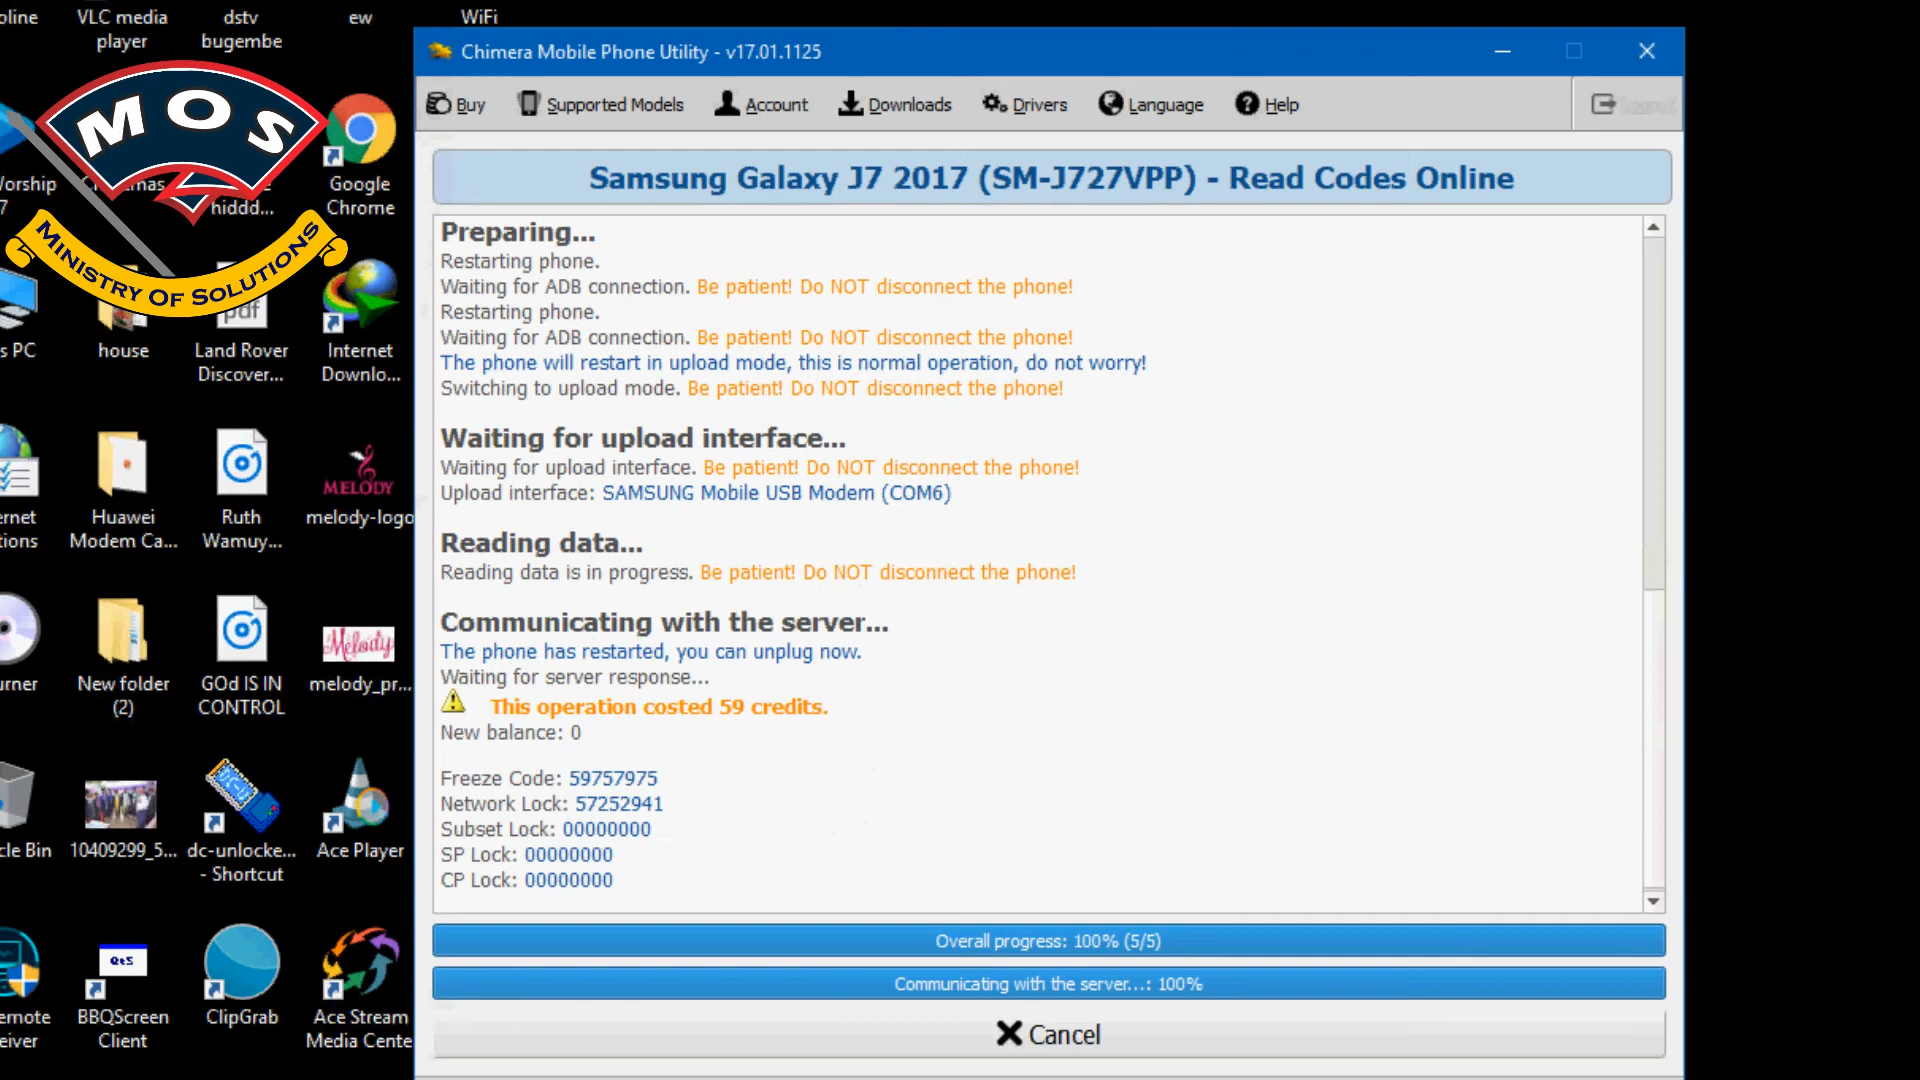 VLC media
player
dstv
bugembe
ew
WiFi
MOS
MINISTRY OF SOLUTIONS
hiddd...
Google
Chrome
s PC
house
pdf
Land Rover
Discover...
Internet
Downlo...
Huawei
Modem Ca...
Ruth
Wamuy...
MELODY
melody-logo
New folder
(2)
GOd IS IN
CONTROL
Melody
melody_pr...
cle Bin
10409299_5...
dc-unlocke...
- Shortcut
Ace Player
QtS
BBQScreen
Client
ClipGrab
Ace Stream
Media Cente
Chimera Mobile Phone Utility - v17.01.1125
Buy Supported Models Account Downloads Drivers Language Help
Samsung Galaxy J7 2017 (SM-J727VPP) - Read Codes Online
Preparing...
Restarting phone.
Waiting for ADB connection. Be patient! Do NOT disconnect the phone!
Restarting phone.
Waiting for ADB connection. Be patient! Do NOT disconnect the phone!
The phone will restart in upload mode, this is normal operation, do not worry!
Switching to upload mode. Be patient! Do NOT disconnect the phone!
Waiting for upload interface...
Waiting for upload interface. Be patient! Do NOT disconnect the phone!
Upload interface: SAMSUNG Mobile USB Modem (COM6)
Reading data...
Reading data is in progress. Be patient! Do NOT disconnect the phone!
Communicating with the server...
The phone has restarted, you can unplug now.
Waiting for server response...
This operation costed 59 credits.
New balance: 0
Freeze Code: 59757975
Network Lock: 57252941
Subset Lock: 00000000
SP Lock: 00000000
CP Lock: 00000000
Overall progress: 100% (5/5)
Communicating with the server...: 100%
Cancel